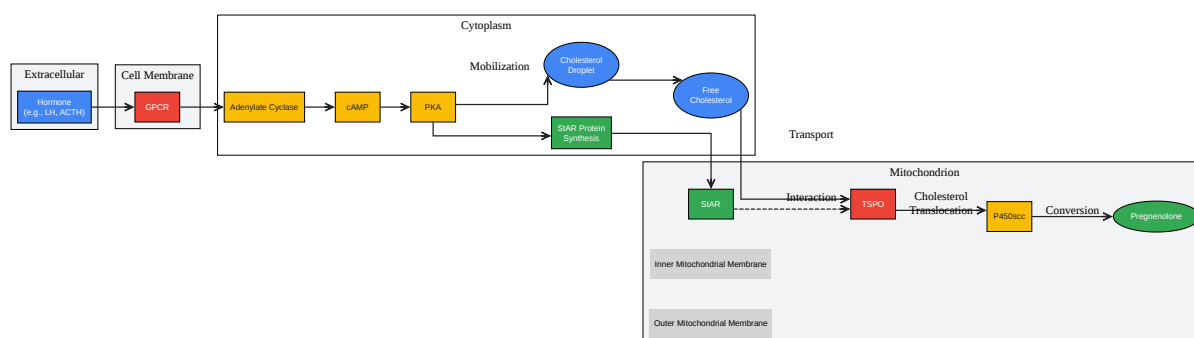 Cytoplasm
Extracellular
Hormone
(e.g., LH, ACTH)
Cell Membrane
GPCR
Adenylate Cyclase
cAMP
PKA
Mobilization
Cholesterol
Droplet
Free
Cholesterol
StAR Protein
Synthesis
Transport
Mitochondrion
StAR
Interaction
TSPO
Cholesterol
Translocation
P450scc
Conversion
Pregnenolone
Inner Mitochondrial Membrane
Outer Mitochondrial Membrane